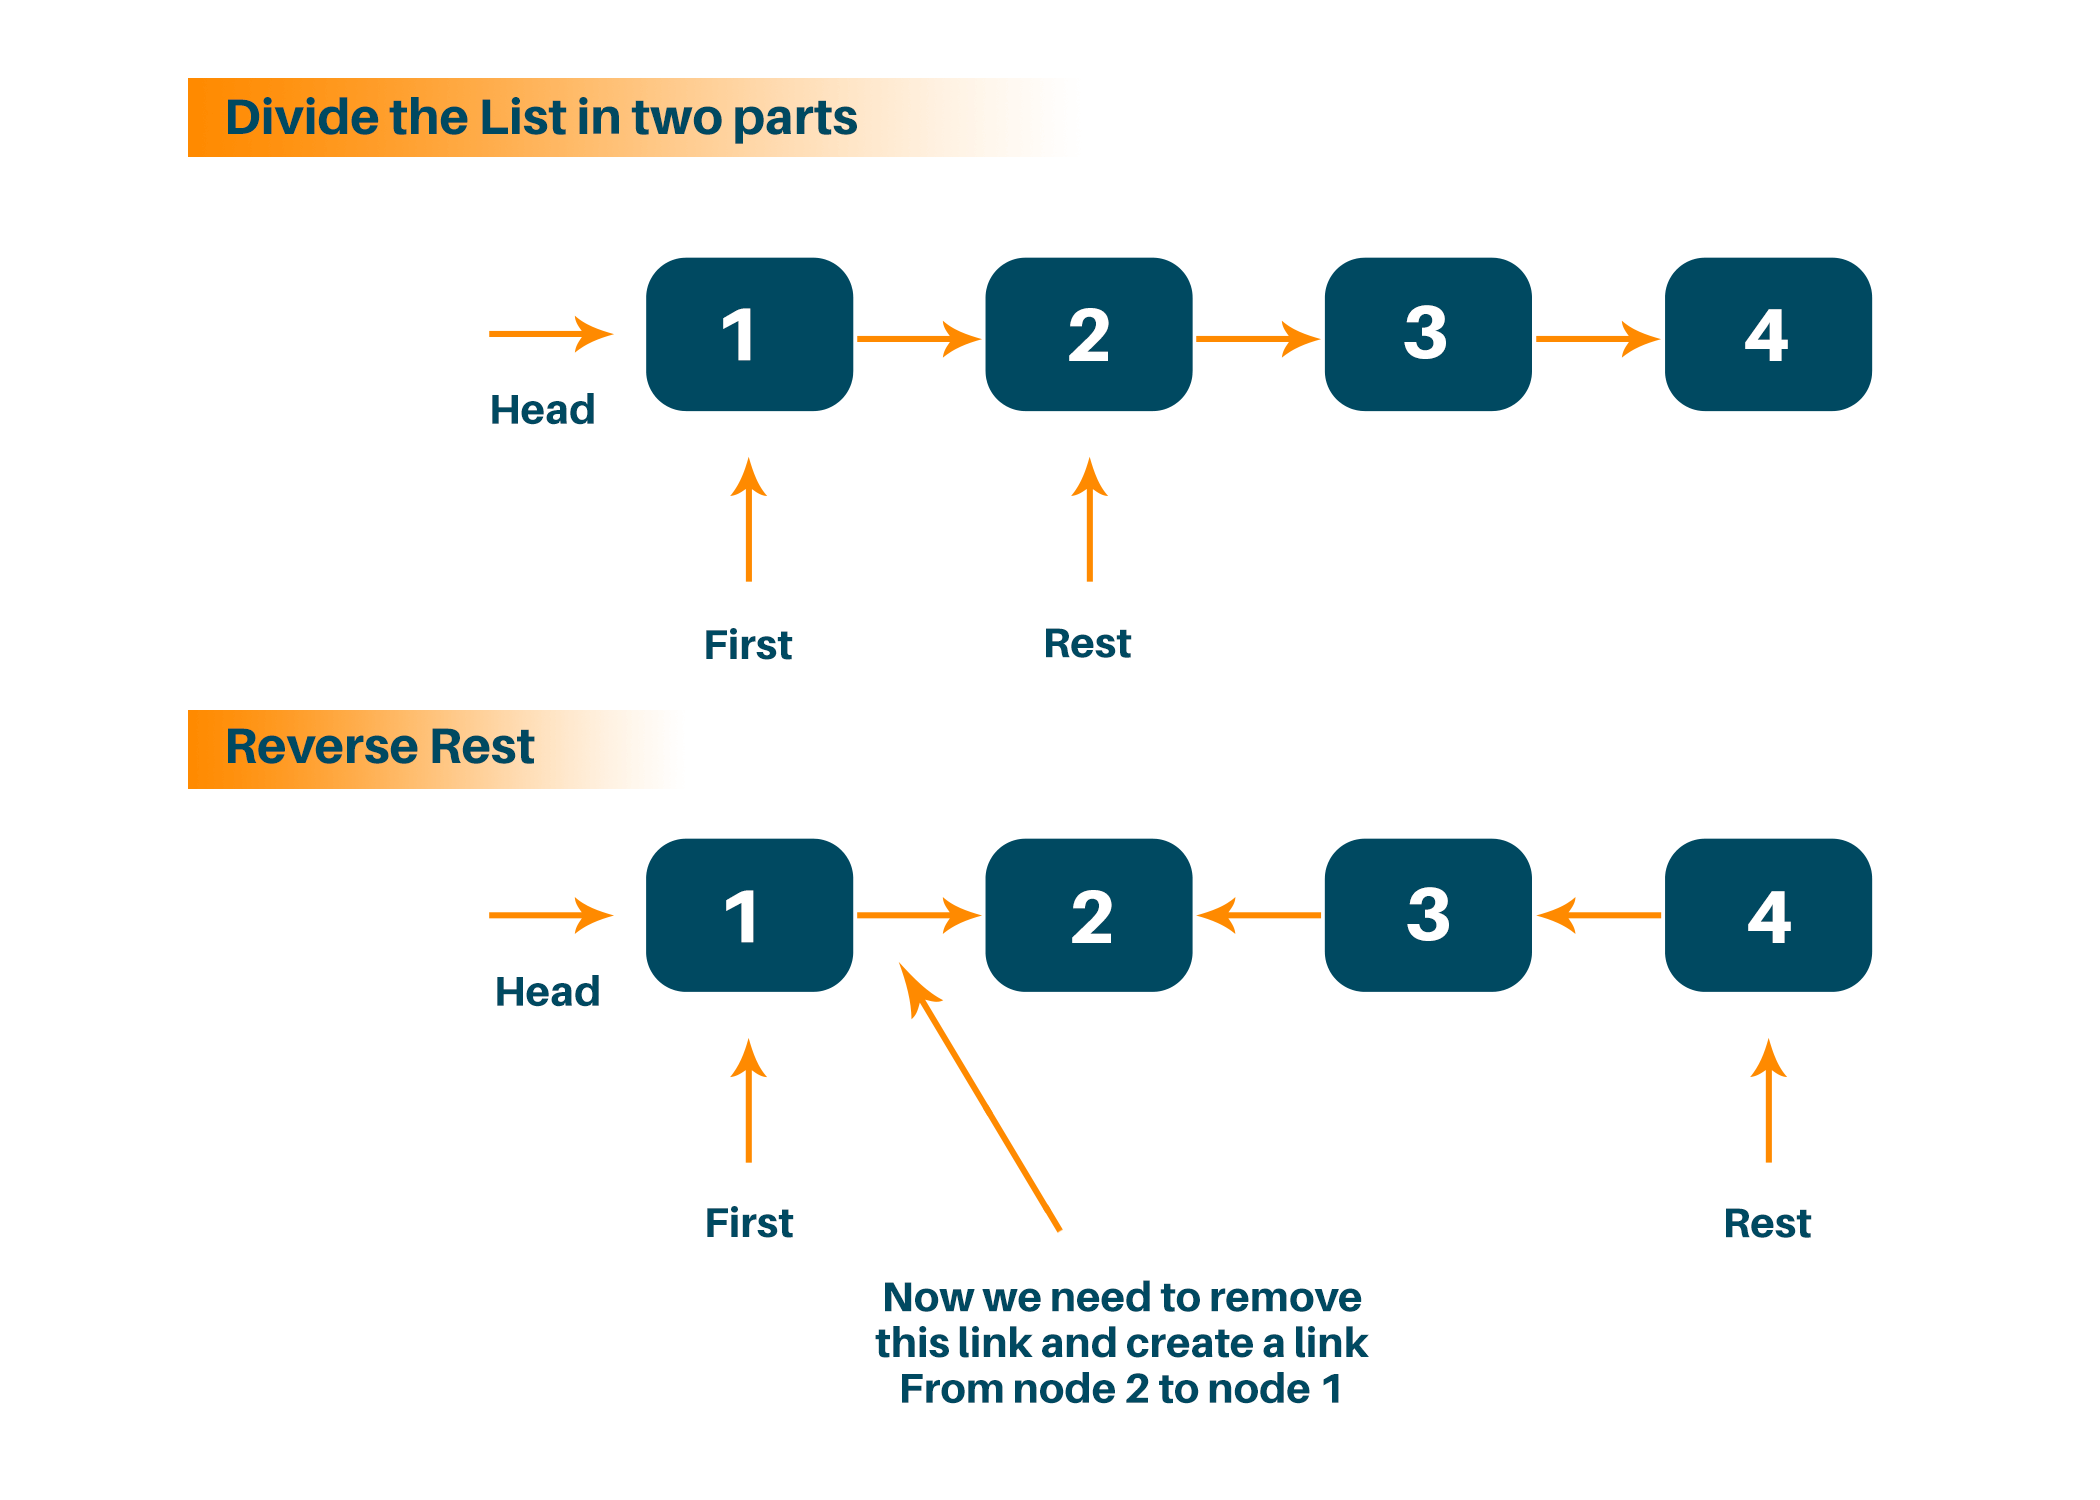 Divide the List in two parts
1
2
3
4
Head
First
Rest
Reverse Rest
1
2
3
4
Head
First
Rest
Now we need to remove
this link and create a link
From node 2 to node 1